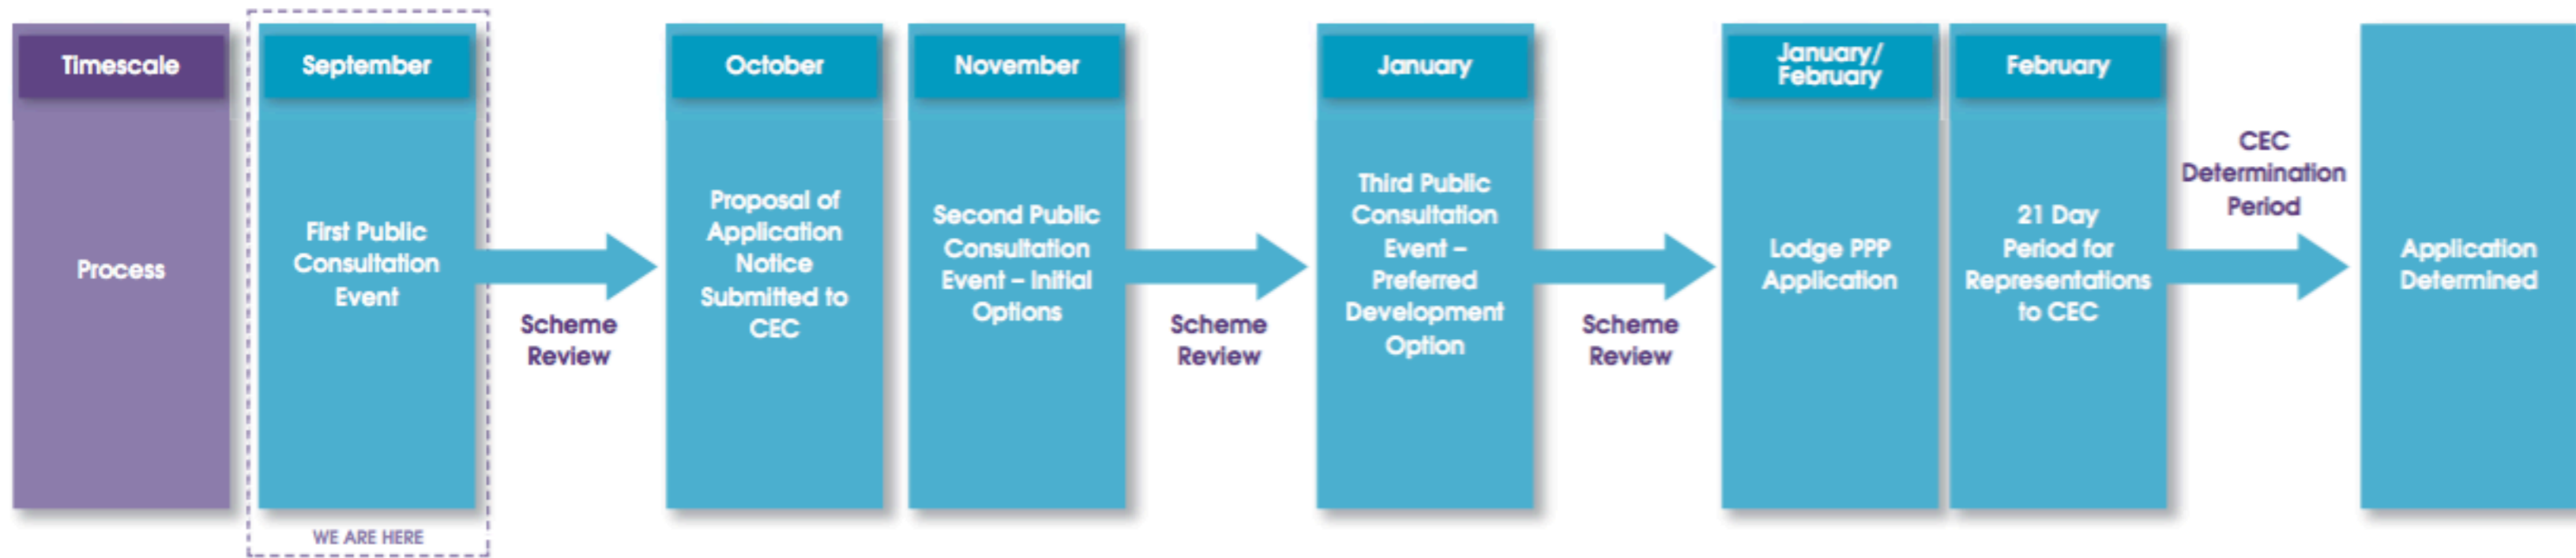 Timescale
Process
September
First Public
Consultation
Event
WE ARE HERE
Scheme
Review
October
Proposal of
Application
Notice
Submitted to
CEC
November
Second Public
Consultation
Event – Initial
Options
Scheme
Review
January
Third Public
Consultation
Event –
Preferred
Development
Option
Scheme
Review
January/
February
Lodge PPP
Application
February
21 Day
Period for
Representations
to CEC
CEC
Determination
Period
Application
Determined